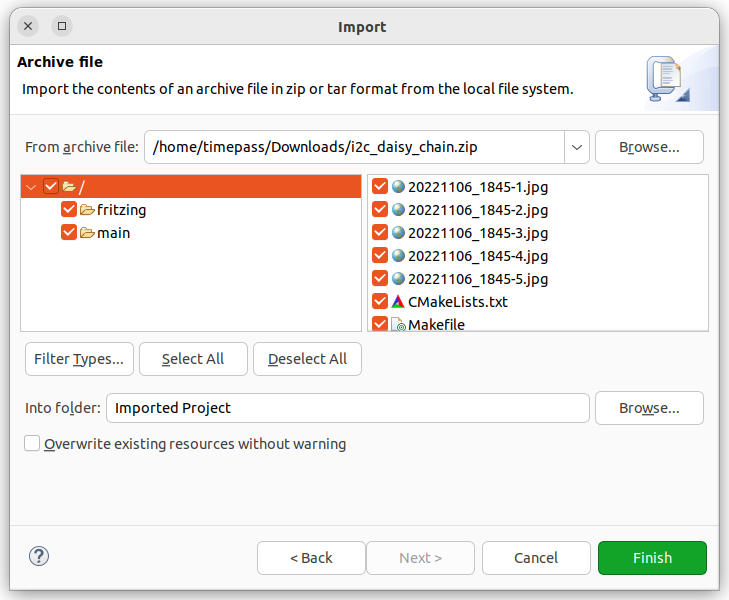 Import
Archive file
Import the contents of an archive file in zip or tar format from the local file system.
From archive file: /home/timepass/Downloads/i2c_daisy_chain.zip Browse...
/
fritzing
main
20221106_1845-1.jpg
20221106_1845-2.jpg
20221106_1845-3.jpg
20221106_1845-4.jpg
20221106_1845-5.jpg
CMakeLists.txt
Makefile
Filter Types... Select All Deselect All
Into folder: Imported Project Browse...
Overwrite existing resources without warning
? < Back Next > Cancel Finish